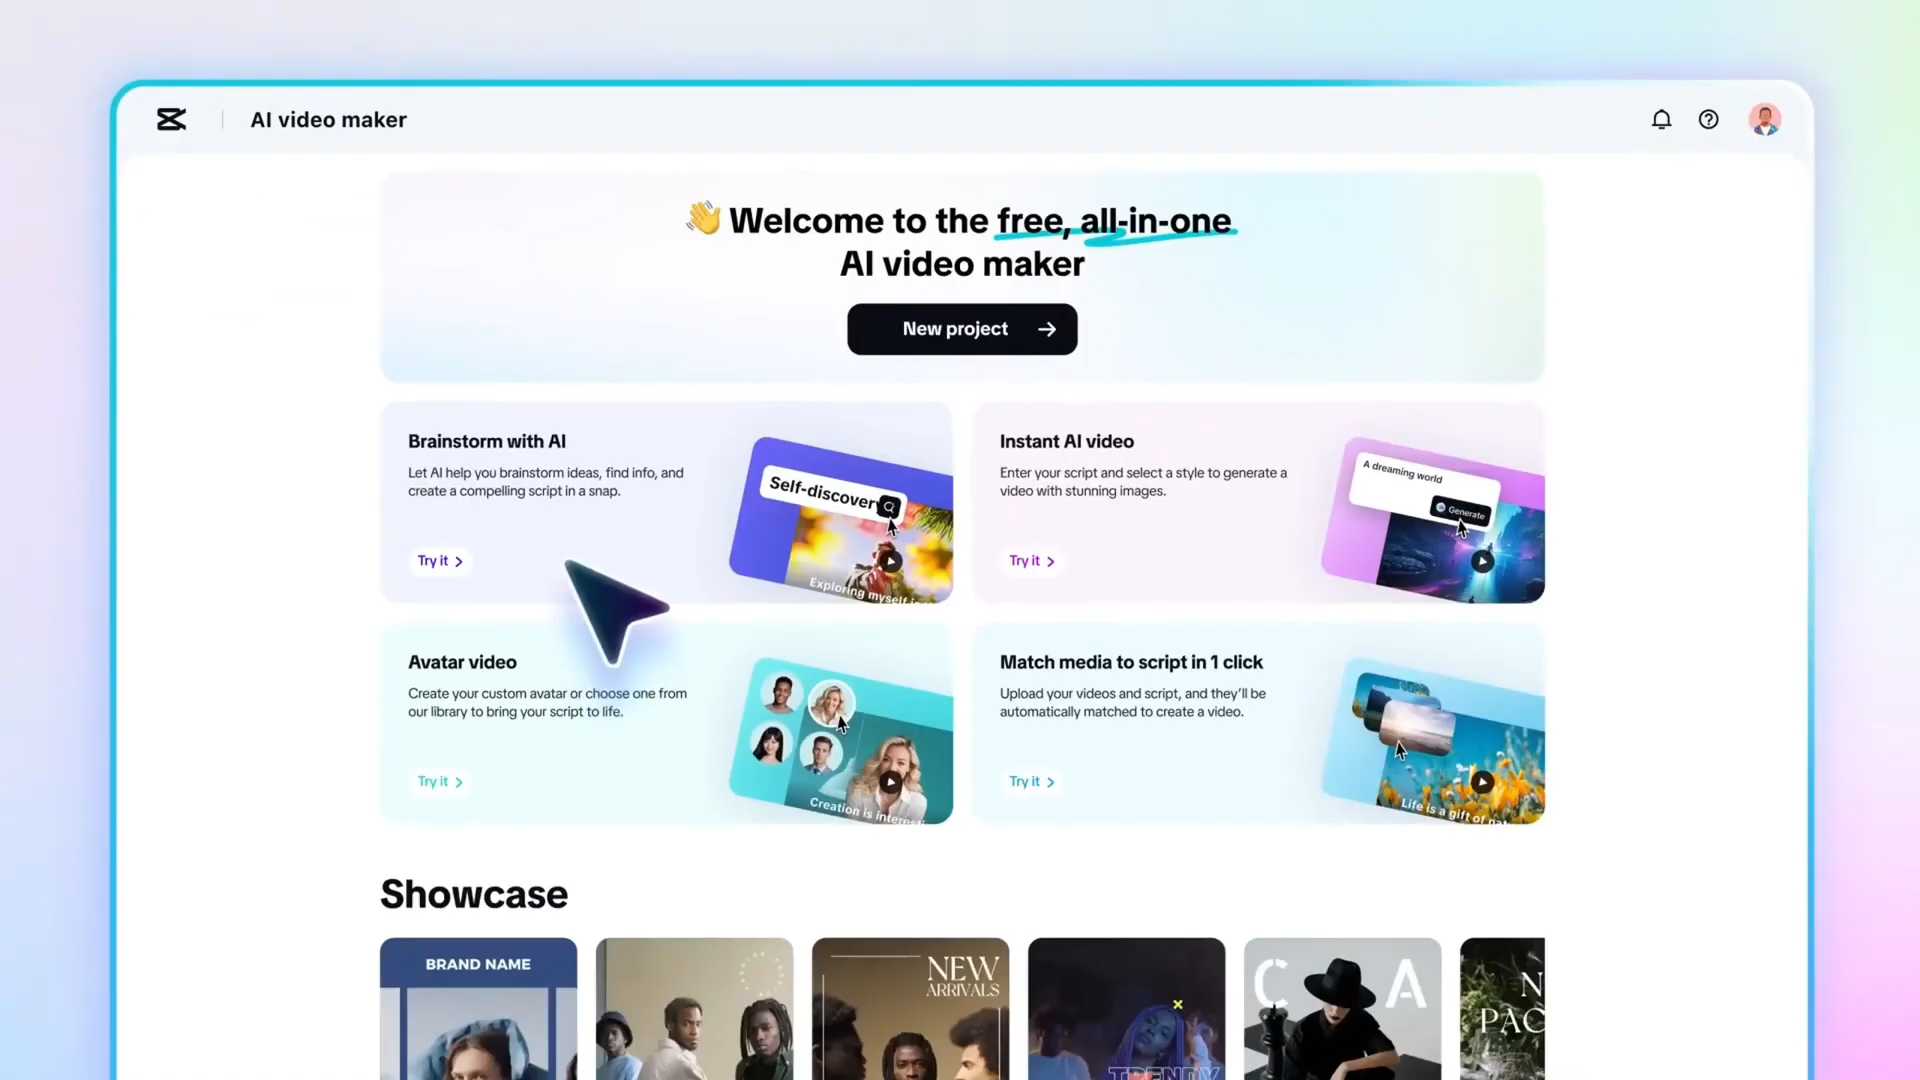 AI video maker
Welcome to the free, all-in-one
AI video maker
New project
Brainstorm with AI
Let AI help you brainstorm ideas, find info, and
create a compelling script in a snap.
Try it
Self-discovery
Exploring myself
Instant AI video
Enter your script and select a style to generate a
video with stunning images.
Try it
A dreaming world
Generate
Avatar video
Create your custom avatar or choose one from
our library to bring your script to life.
Try it
Creation is
Match media to script in 1 click
Upload your videos and script, and they’ll be
automatically matched to create a video.
Try it
Life is a gift of
Showcase
BRAND NAME
NEW
ARRIVALS
TRENDY
C A